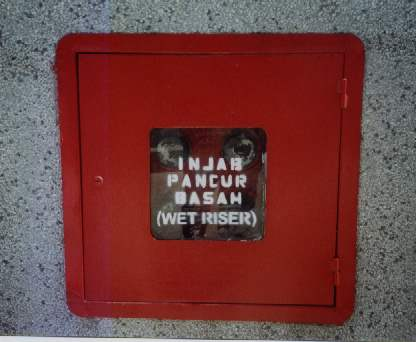 INJAB
PANCUR
BASAH
(WET RISER)